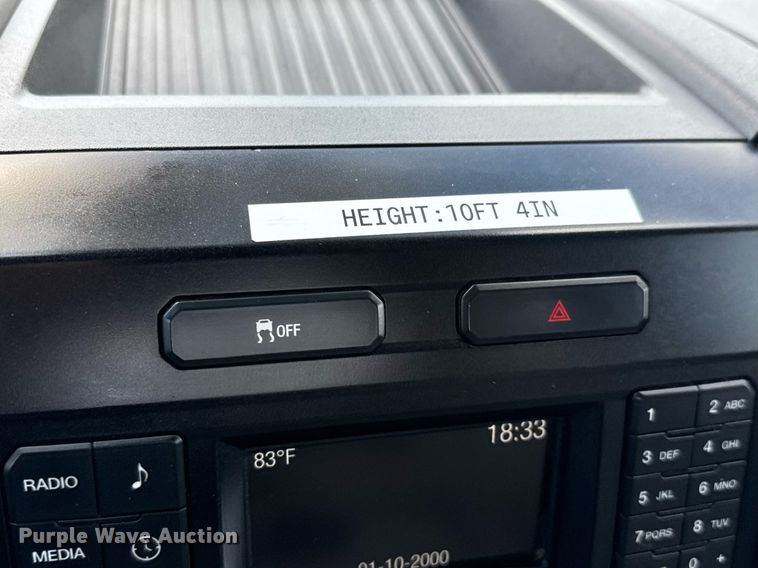 HEIGHT:10FT 4IN
OFF
1
2 ABC
18:33
83°F
3 DEF
4 GHI
RADIO
5 JKL
6 MNO
7 PQRS
8 TUV
Purple Wave Auction
MEDIA
01-10-2000
0 +